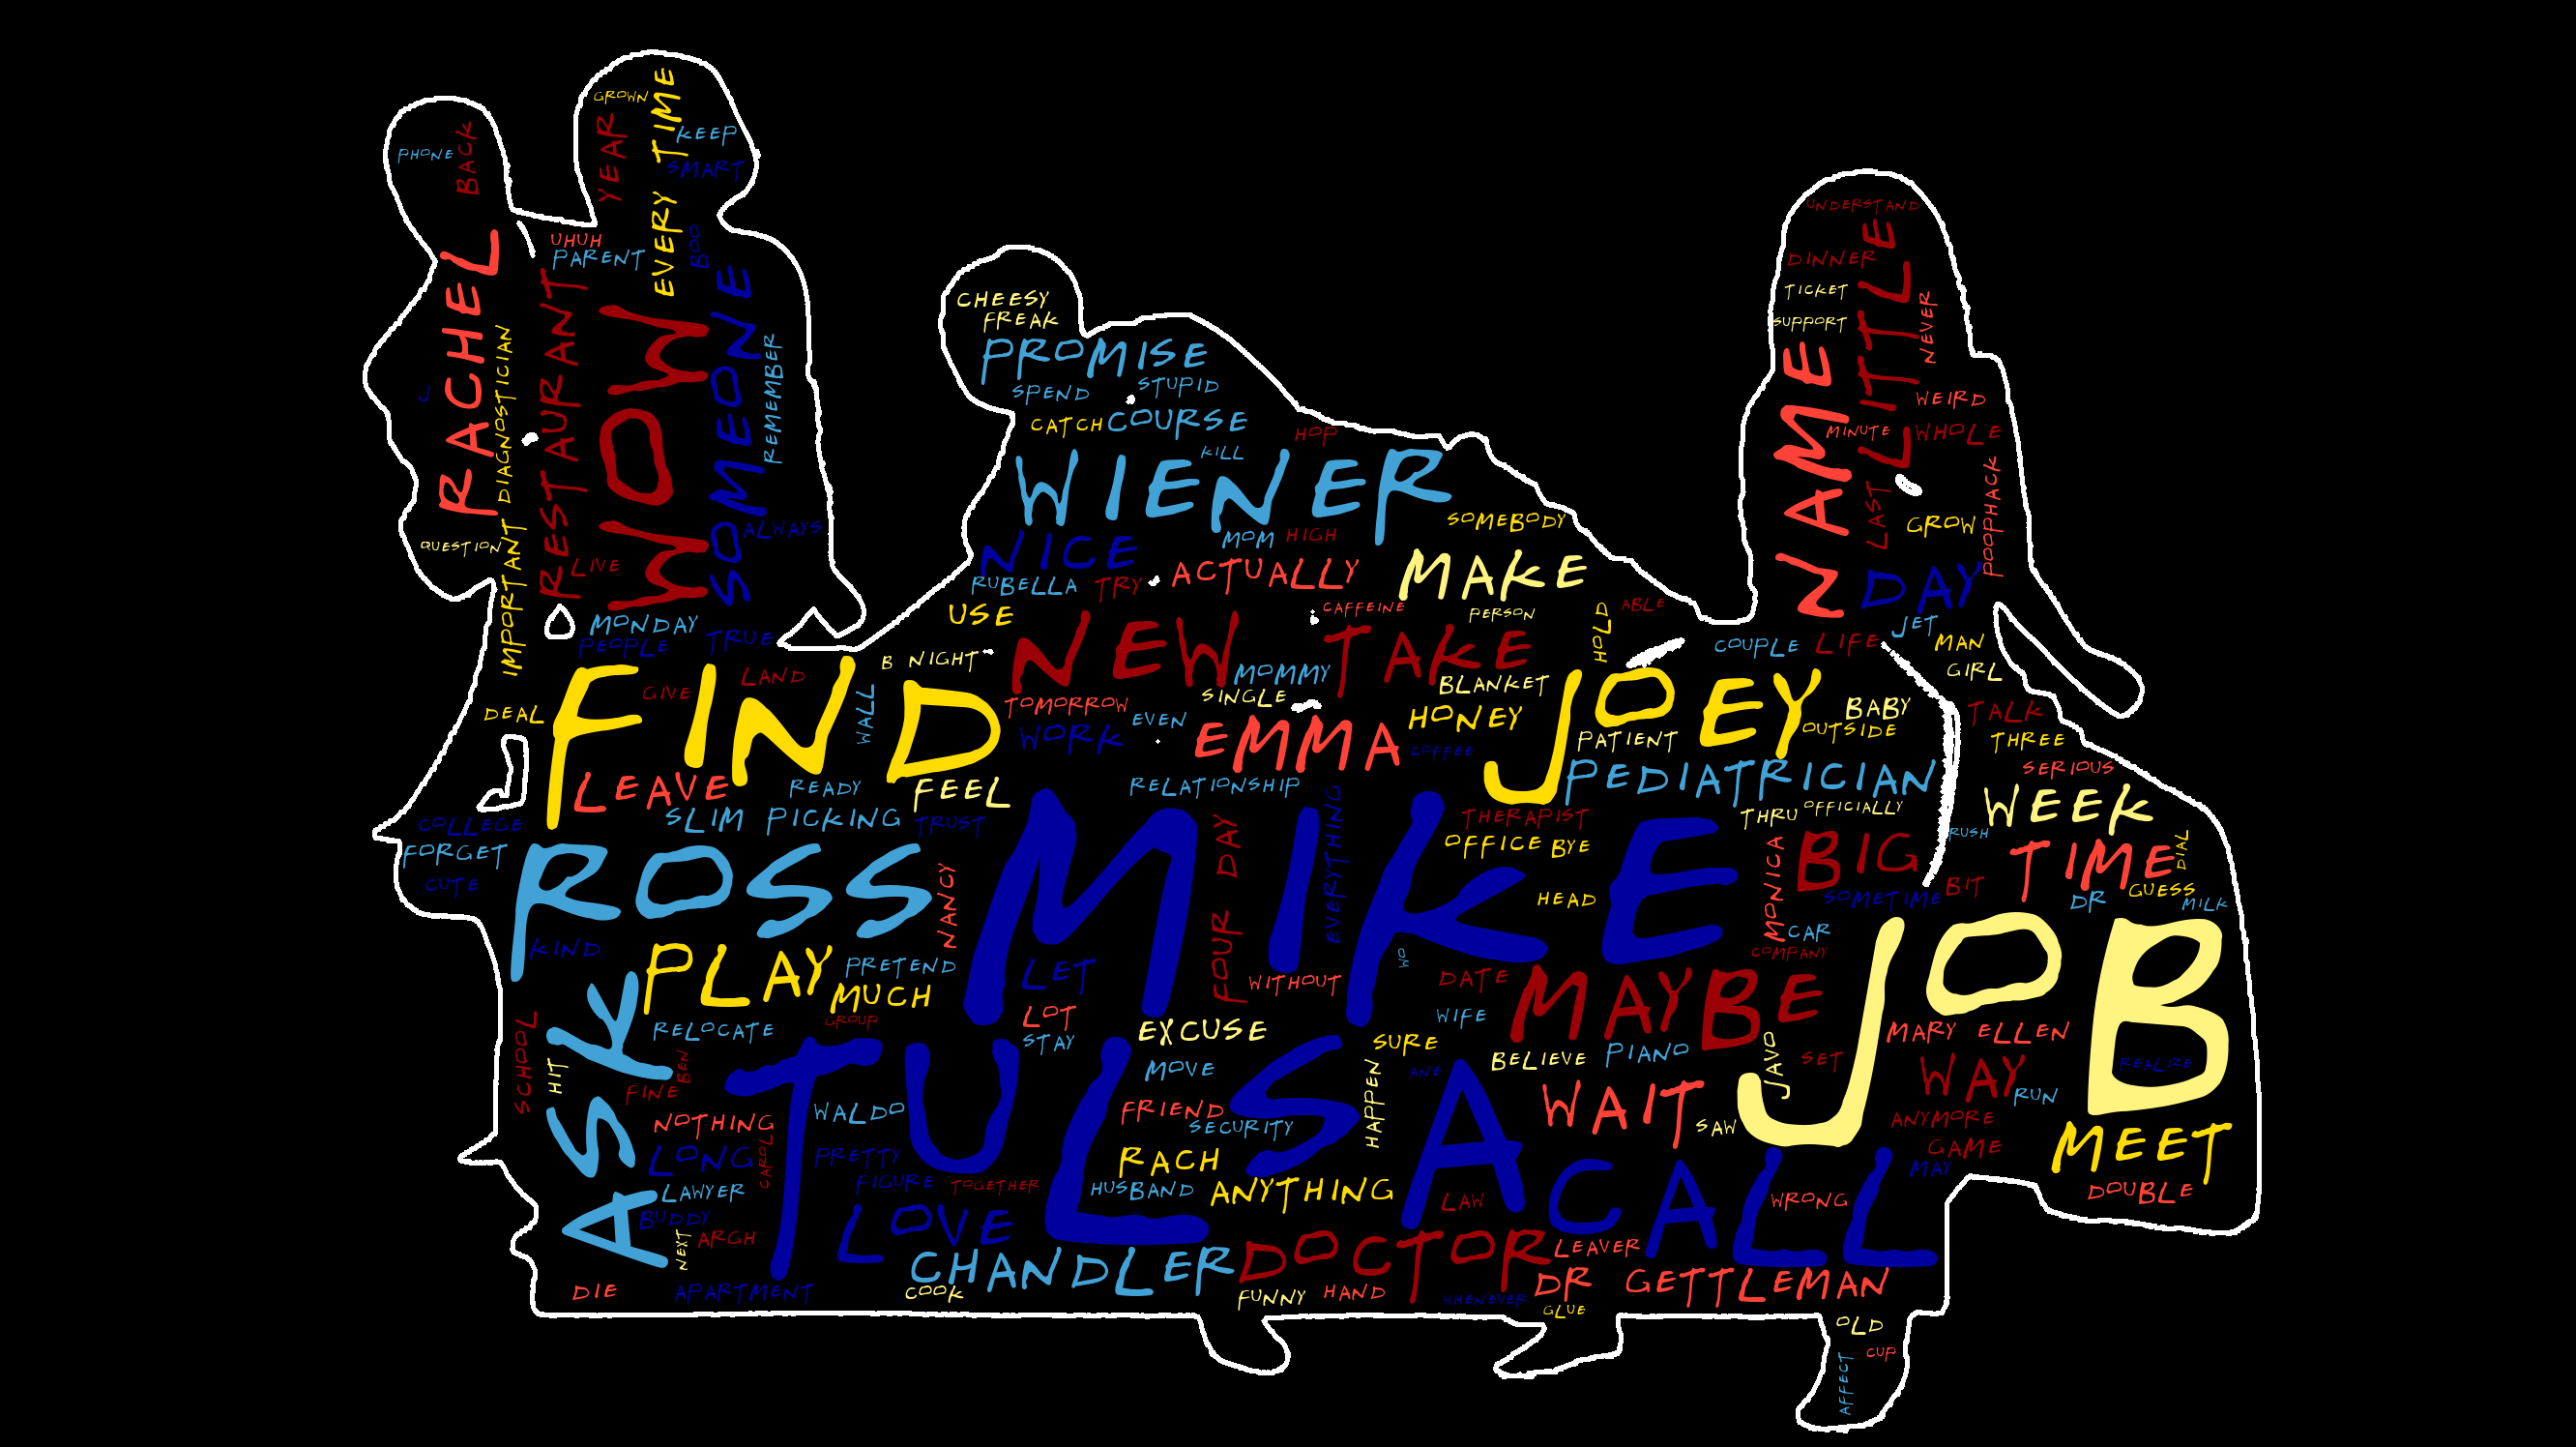 GROWN
EVERY TIME
YEAR
KEEP
SMART
PHONE
BACK
RACHEL
UHUH
PARENT
BOO
RESTAURANT
WOW
SOMEONE
REMEMBER
IMPORTANT DIAGNOSTICIAN
J
QUESTION
LIVE
ALWAYS
MONDAY
PEOPLE
TRUE
CHEESY
FREAK
PROMISE
SPEND
STUPID
CATCH
COURSE
HOP
KILL
WIENER
SOMEBODY
NICE
MOM
HIGH
RUBELLA
TRY
ACTUALLY
MAKE
USE
CAFFEINE
PERSON
HOLD
ABLE
UNDERSTAND
LITTLE
DINNER
TICKET
SUPPORT
NEVER
NAME
WEIRD
MINUTE
WHOLE
LAST
GROW
POOPHACK
DAY
JET
COUPLE
LIFE
MAN
GIRL
B NIGHT
NEW
TAKE
MOMMY
SINGLE
BLANKET
FIND
GIVE
LAND
WALL
DEAL
TOMORROW
WORK
EVEN
EMMA
HONEY
COFFEE
JOEY
PATIENT
BABY
OUTSIDE
TALK
THREE
SERIOUS
LEAVE
READY
FEEL
RELATIONSHIP
PEDIATRICIAN
WEEK
SLIM PICKING
TRUST
COLLEGE
FORGET
CUTE
THERAPIST
OFFICE
BYE
THRU
OFFICIALLY
RUSH
ROSS
NANCY
MIKE
FOUR DAY
EVERYTHING
HEAD
MONICA
BIG
SOMETIME
BIT
TIME
DIAL
DR
GUESS
MILK
KIND
PLAY
PRETEND
MUCH
LET
WITHOUT
WO
DATE
MAYBE
CAR
COMPANY
JOB
ASK
RELOCATE
GROUP
LOT
STAY
EXCUSE
WIFE
SURE
BELIEVE
PIANO
JAVO
SET
MARY ELLEN
WAY
RUN
REALIRE
SCHOOL
HIT
FINE
BEN
TULSA
MOVE
ANE
HAPPEN
WAIT
SAW
ANYMORE
GAME
MAY
MEET
NOTHING
WALDO
FRIEND
SECURITY
LONG
CAROL
PRETTY
RACH
CALL
WRONG
DOUBLE
LAWYER
FIGURE
TOGETHER
HUSBAND
ANYTHING
LAW
BUDDY
NEXT
ARGH
LOVE
CHANDLER
DOCTOR
LEAVER
DR GETTLEMAN
DIE
APARTMENT
COOK
FUNNY
HAND
WHENEVER
GLUE
OLD
CUP
AFFECT